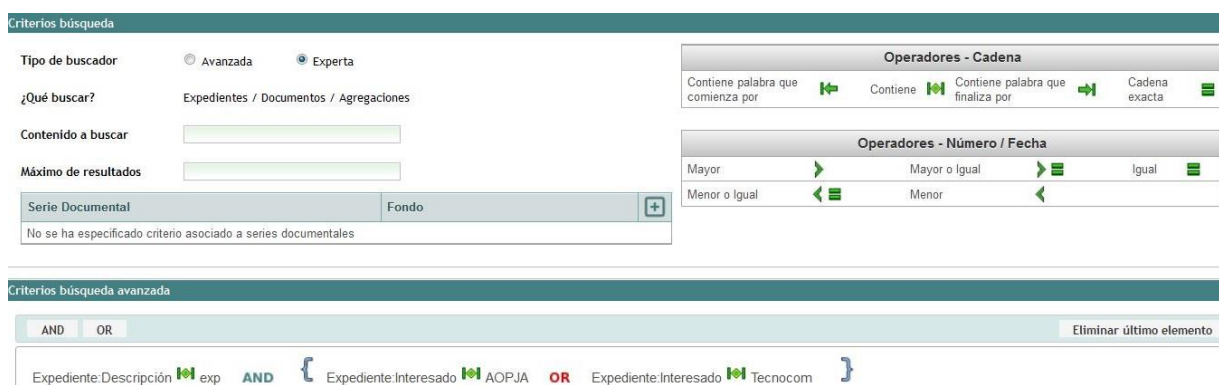 Criterios búsqueda
Tipo de buscador Avanzada Experta
¿Qué buscar? Expedientes / Documentos / Agregaciones
Contenido a buscar
Máximo de resultados
Serie Documental Fondo
No se ha especificado criterio asociado a series documentales
Operadores - Cadena
Contiene palabra que comienza por Contiene Contiene palabra que finaliza por Cadena exacta
Operadores - Número / Fecha
Mayor Mayor o Igual Igual
Menor o Igual Menor
Criterios búsqueda avanzada
AND OR Eliminar último elemento
Expediente:Descripción exp AND { Expediente:Interesado AOPJA OR Expediente:Interesado Tecnocom }